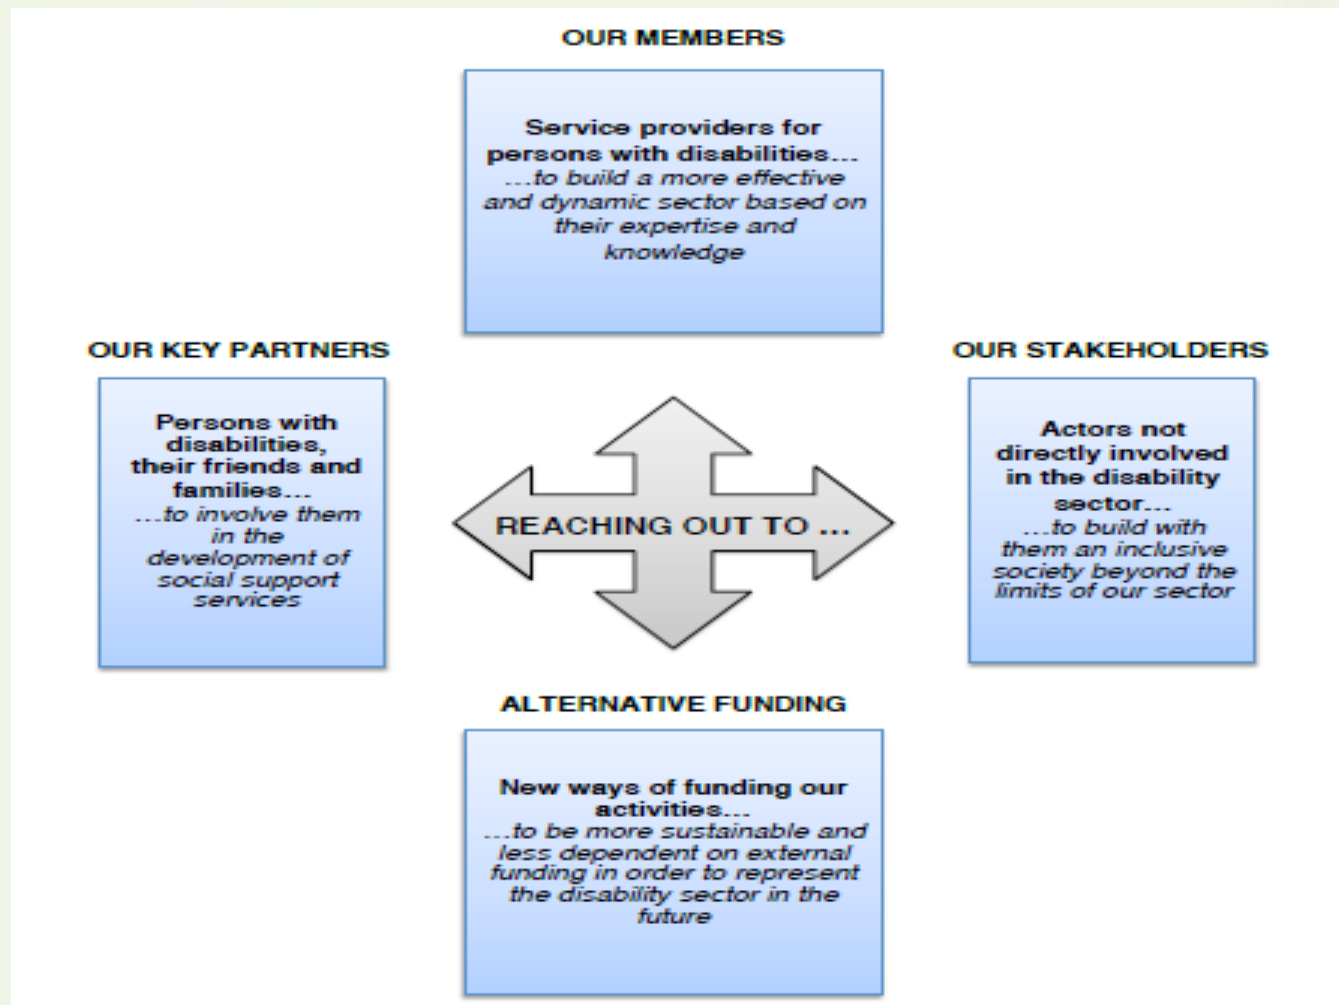 OUR MEMBERS
Service providers for
persons with disabilities...
...to build a more effective
and dynamic sector based on
their expertise and
knowledge
OUR KEY PARTNERS
Persons with
disabilities,
their friends and
families...
...to involve them
in the
development of
social support
services
REACHING OUT TO ...
OUR STAKEHOLDERS
Actors not
directly involved
in the disability
sector...
...to build with
them an inclusive
society beyond the
limits of our sector
ALTERNATIVE FUNDING
New ways of funding our
activities...
...to be more sustainable and
less dependent on external
funding in order to represent
the disability sector in the
future